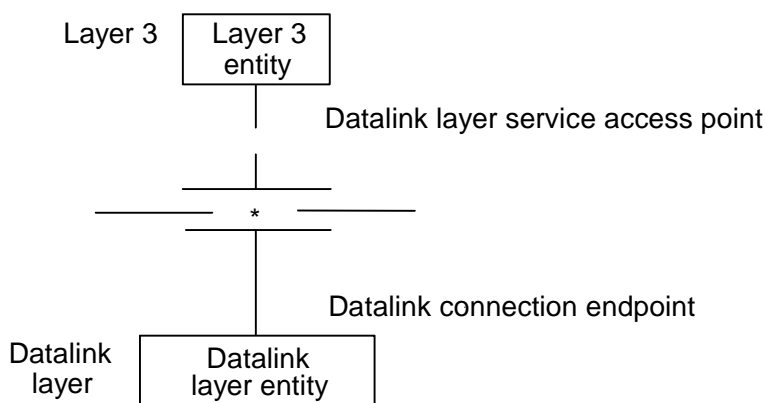 Layer 3
Layer 3
entity
Datalink layer service access point
*
Datalink connection endpoint
Datalink
layer
Datalink
layer entity